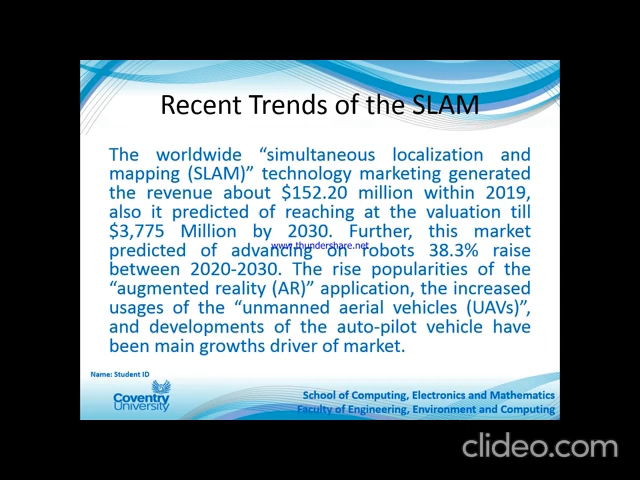 Recent Trends of the SLAM
The worldwide “simultaneous localization and
mapping (SLAM)” technology marketing generated
the revenue about $152.20 million within 2019,
also it predicted of reaching at the valuation till
$3,775 Million by 2030. Further, this market
predicted of advancing on robots 38.3% raise
www.thundershare.net
between 2020-2030. The rise popularities of the
“augmented reality (AR)” application, the increased
usages of the “unmanned aerial vehicles (UAVs)”,
and developments of the auto-pilot vehicle have
been main growths driver of market.
Name: Student ID
Coventry
University
School of Computing, Electronics and Mathematics
Faculty of Engineering, Environment and Computing
clideo.com